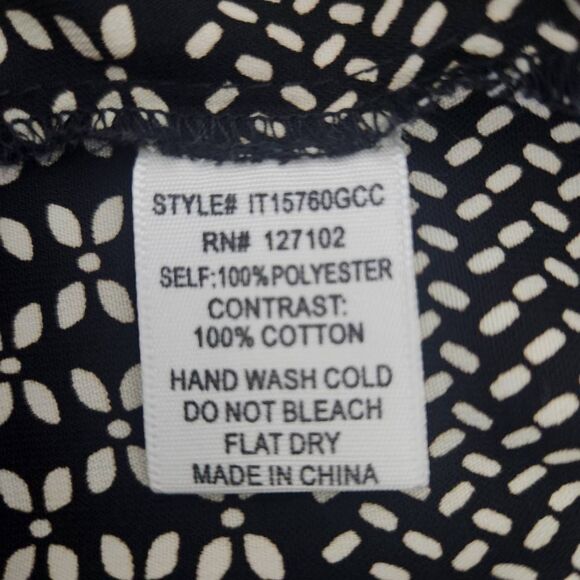 STYLE# IT15760GCC
RN# 127102
SELF:100%POLYESTER
CONTRAST:
100% COTTON
HAND WASH COLD
DO NOT BLEACH
FLAT DRY
MADE IN CHINA